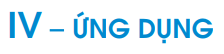 IV – ỨNG DỤNG